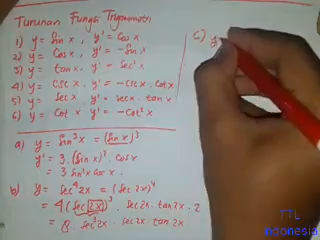 Turunan Fungsi Trigonometri
1) y = sin x , y' = cos x
2) y = cos x , y' = -sin x
3) y = tan x , y' = sec² x
4) y = csc x , y' = -csc x . cot x
5) y = sec x , y' = sec x . tan x
6) y = cot x , y' = -csc² x
a) y = sin³ x = (sin x)³
y' = 3 . (sin x)² . cos x
= 3 sin² x cos x .
b) y = sec⁴ 2x = (sec 2x)⁴
= 4 (sec 2x)³ . sec 2x . tan 2x . 2
= 8 . sec³ 2x . sec 2x . tan 2x
c) y
TTL
indonesia